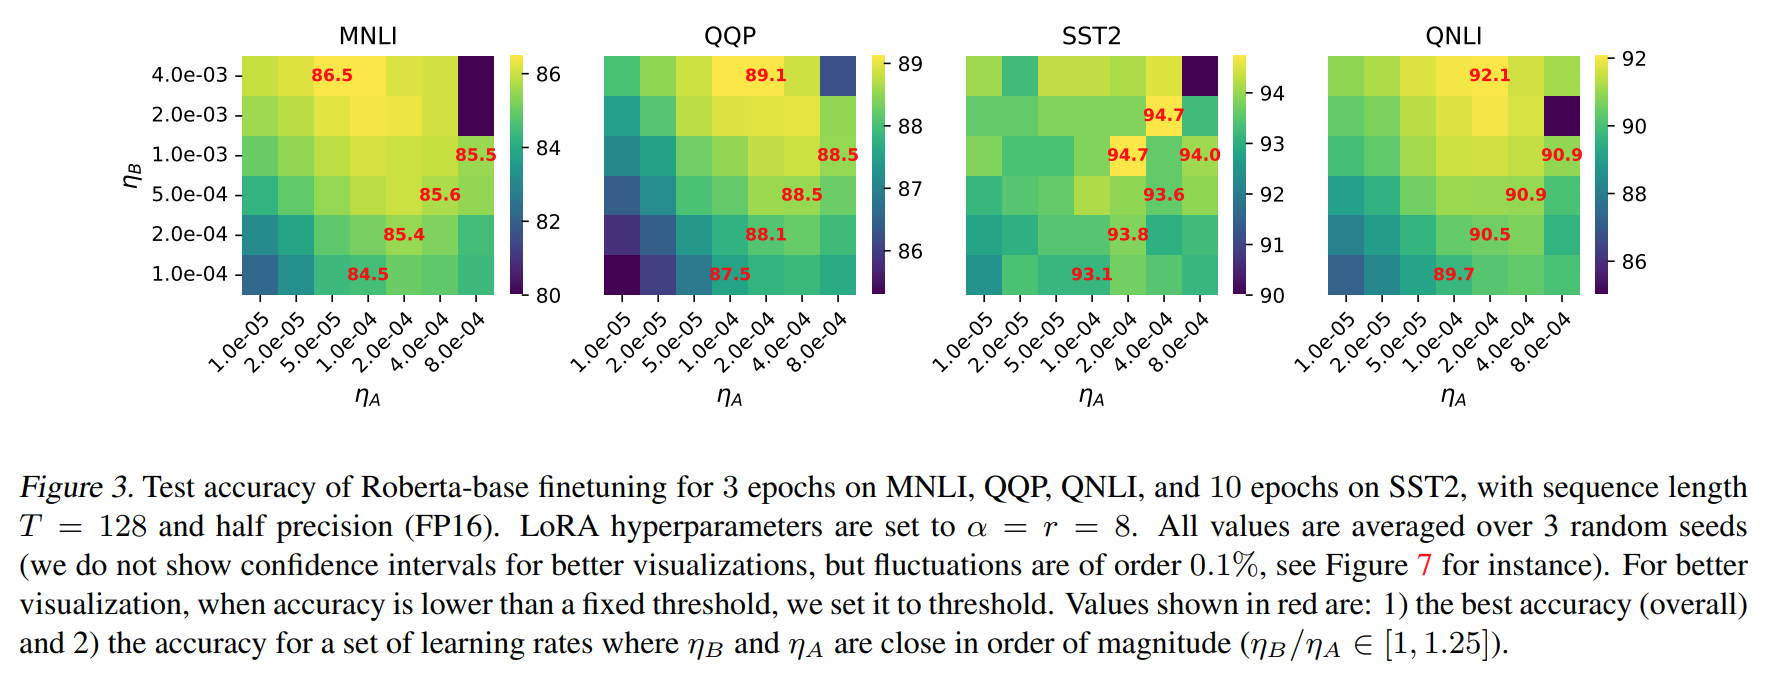 MNLI QQP SST2 QNLI
4.0e-03
2.0e-03
1.0e-03
5.0e-04
2.0e-04
1.0e-04
ηB
86.5
85.5
85.6
85.4
84.5
86
84
82
80
1.0e-05 2.0e-05 5.0e-05 1.0e-04 2.0e-04 4.0e-04 8.0e-04
ηA
89.1
88.5
88.5
88.1
87.5
89
88
87
86
1.0e-05 2.0e-05 5.0e-05 1.0e-04 2.0e-04 4.0e-04 8.0e-04
ηA
94.7
94.7 94.0
93.6
93.8
93.1
94
93
92
91
90
1.0e-05 2.0e-05 5.0e-05 1.0e-04 2.0e-04 4.0e-04 8.0e-04
ηA
92.1
90.9
90.9
90.5
89.7
92
90
88
86
1.0e-05 2.0e-05 5.0e-05 1.0e-04 2.0e-04 4.0e-04 8.0e-04
ηA
Figure 3. Test accuracy of Roberta-base finetuning for 3 epochs on MNLI, QQP, QNLI, and 10 epochs on SST2, with sequence length
T = 128 and half precision (FP16). LoRA hyperparameters are set to α = r = 8. All values are averaged over 3 random seeds
(we do not show confidence intervals for better visualizations, but fluctuations are of order 0.1%, see Figure 7 for instance). For better
visualization, when accuracy is lower than a fixed threshold, we set it to threshold. Values shown in red are: 1) the best accuracy (overall)
and 2) the accuracy for a set of learning rates where ηB and ηA are close in order of magnitude (ηB/ηA ∈ [1, 1.25]).